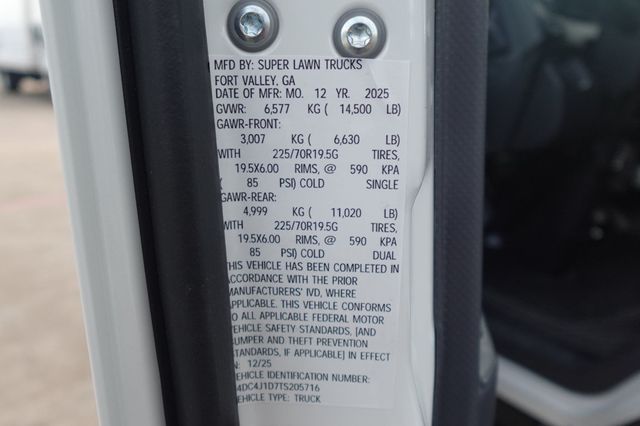 MFD BY: SUPER LAWN TRUCKS
FORT VALLEY, GA
DATE OF MFR: MO. 12 YR. 2025
GVWR: 6,577 KG ( 14,500 LB)
GAWR-FRONT:
3,007 KG ( 6,630 LB)
WITH 225/70R19.5G TIRES,
19.5X6.00 RIMS, @ 590 KPA
( 85 PSI) COLD SINGLE
GAWR-REAR:
4,999 KG ( 11,020 LB)
WITH 225/70R19.5G TIRES,
19.5X6.00 RIMS, @ 590 KPA
85 PSI) COLD DUAL
THIS VEHICLE HAS BEEN COMPLETED IN
ACCORDANCE WITH THE PRIOR
MANUFACTURERS' IVD, WHERE
APPLICABLE. THIS VEHICLE CONFORMS
TO ALL APPLICABLE FEDERAL MOTOR
VEHICLE SAFETY STANDARDS, [AND
BUMPER AND THEFT PREVENTION
STANDARDS, IF APPLICABLE] IN EFFECT
N: 12/25
VEHICLE IDENTIFICATION NUMBER:
4DC4J1D7TS205716
VEHICLE TYPE: TRUCK